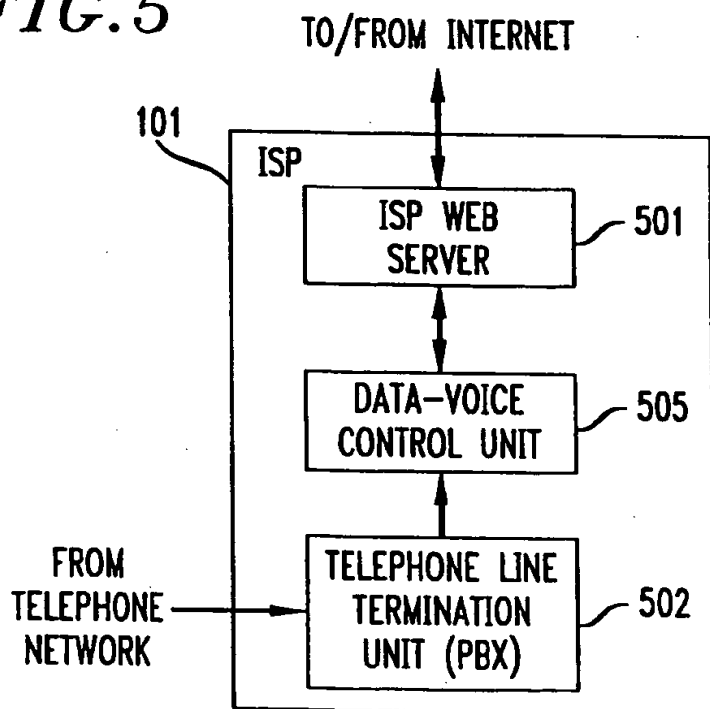 FIG. 5
TO/FROM INTERNET
101
ISP
ISP WEB
SERVER
501
DATA-VOICE
CONTROL UNIT
505
FROM
TELEPHONE
NETWORK
TELEPHONE LINE
TERMINATION
UNIT (PBX)
502